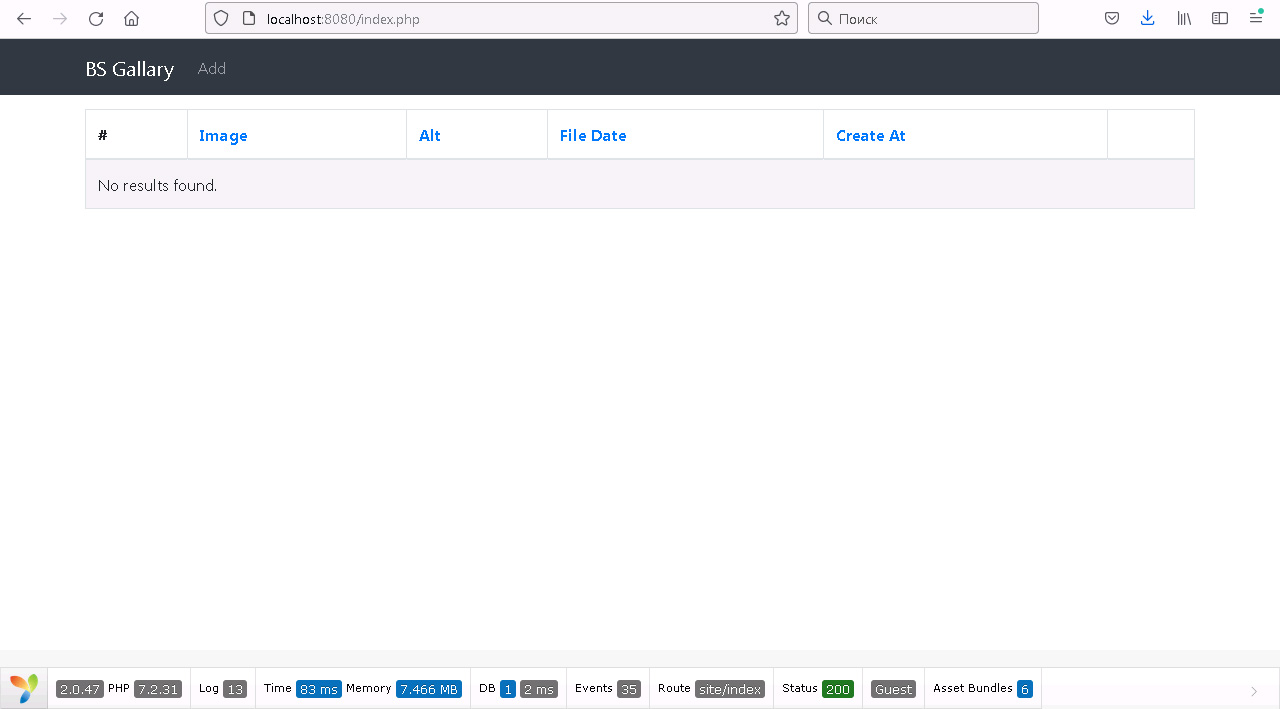 localhost:8080/index.php Поиск
BS Gallary Add
# Image Alt File Date Create At
No results found.
2.0.47 PHP 7.2.31 Log 13 Time 83 ms Memory 7.466 MB DB 1 2 ms Events 35 Route site/index Status 200 Guest Asset Bundles 6